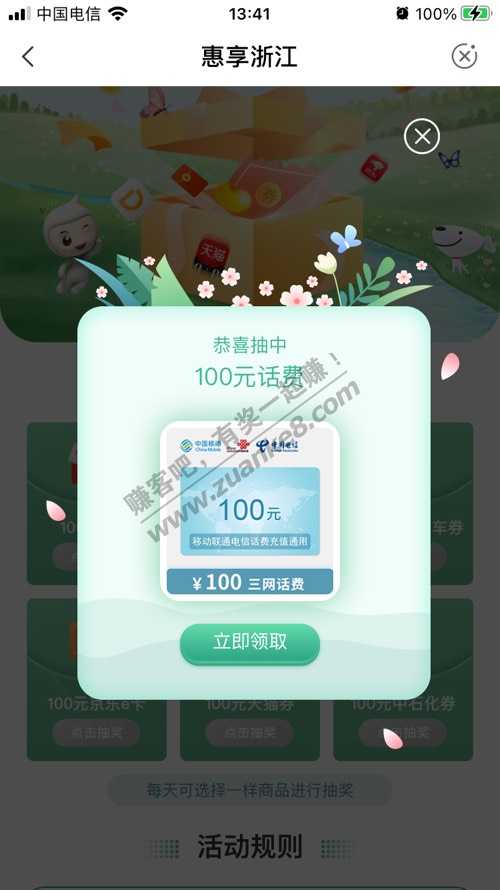 中国电信
13:41
100%
惠享浙江
天猫
恭喜抽中
100元话费
中国移动
China Mobile
中国电信
100元
移动联通电信话费充值通用
￥100 三网话费
立即领取
赚客吧，有奖一起赚！
www.zuanke8.com
车券
100元京东e卡
100元天猫券
100元中石化券
点击抽奖
点击抽奖
点击抽奖
每天可选择一样商品进行抽奖
活动规则